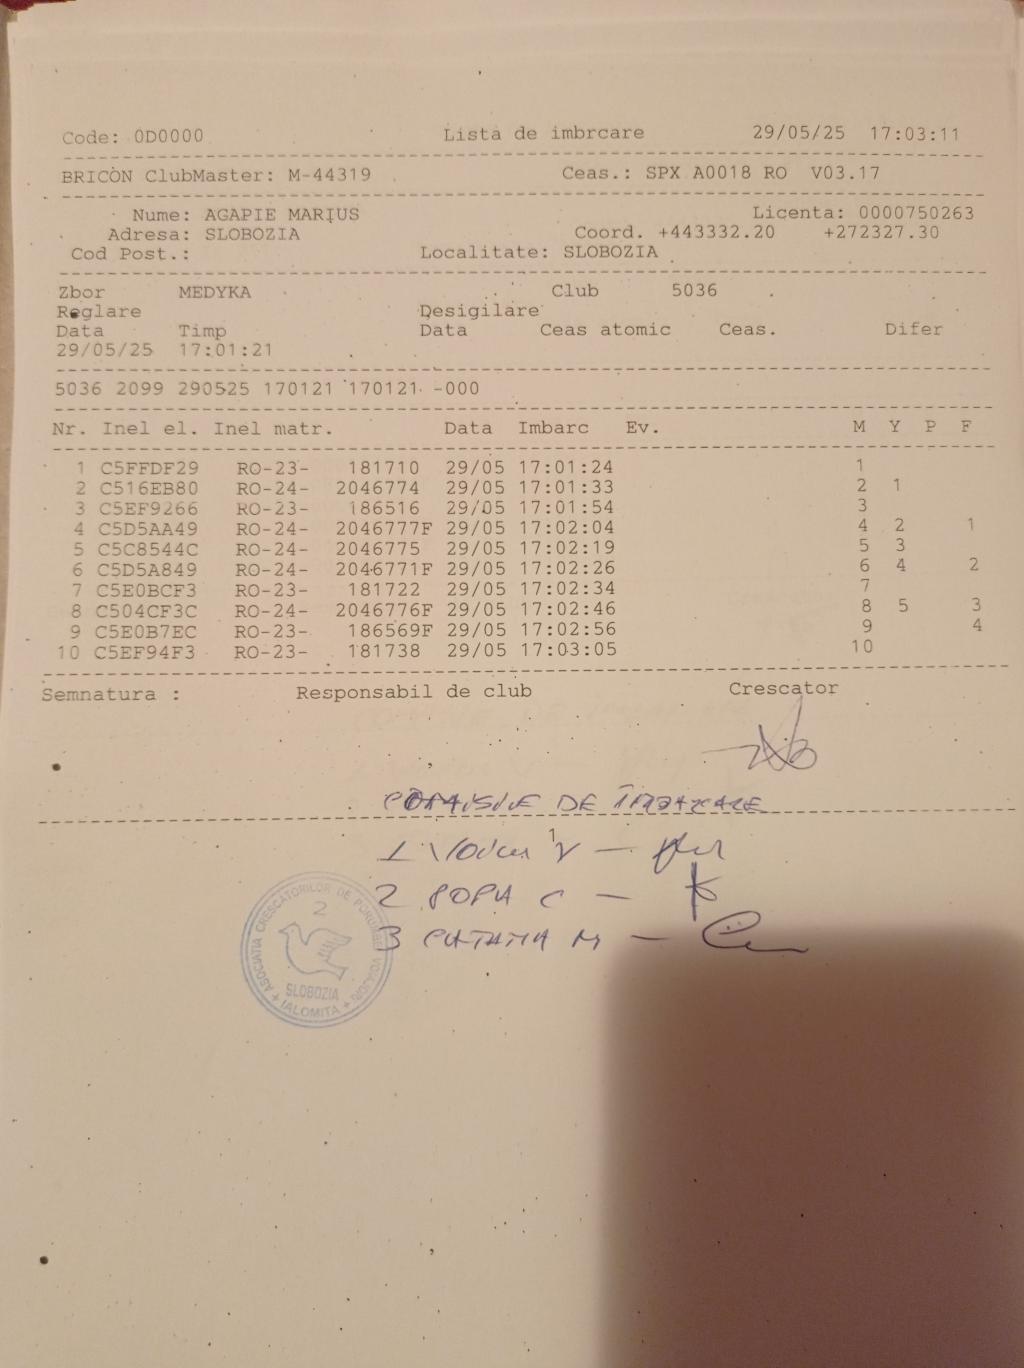 Code: 0D0000 Lista de imbrcare 29/05/25 17:03:11
BRICON ClubMaster: M-44319 Ceas.: SPX A0018 RO V03.17
Nume: AGAPIE MARIUS Licenta: 0000750263
Adresa: SLOBOZIA Coord. +443332.20 +272327.30
Cod Post.: Localitate: SLOBOZIA
Zbor MEDYKA Club 5036
Reglare Desigilare
Data Timp Data Ceas atomic Ceas. Difer
29/05/25 17:01:21
5036 2099 290525 170121 170121 -000
Nr. Inel el. Inel matr. Data Imbarc Ev. M Y P F
1 C5FFDF29 RO-23- 181710 29/05 17:01:24 1
2 C516EB80 RO-24- 2046774 29/05 17:01:33 2 1
3 C5EF9266 RO-23- 186516 29/05 17:01:54 3
4 C5D5AA49 RO-24- 2046777F 29/05 17:02:04 4 2 1
5 C5C8544C RO-24- 2046775 29/05 17:02:19 5 3
6 C5D5A849 RO-24- 2046771F 29/05 17:02:26 6 4 2
7 C5E0BCF3 RO-23- 181722 29/05 17:02:34 7
8 C504CF3C RO-24- 2046776F 29/05 17:02:46 8 5 3
9 C5E0B7EC RO-23- 186569F 29/05 17:02:56 9 4
10 C5EF94F3 RO-23- 181738 29/05 17:03:05 10
Semnatura : Responsabil de club Crescator
COMISIE DE
1 V
2 POPA C
3 M
ASOCIATIA CRESCATORILOR DE PORUMBEI VOIAJORI
2
SLOBOZIA
IALOMITA